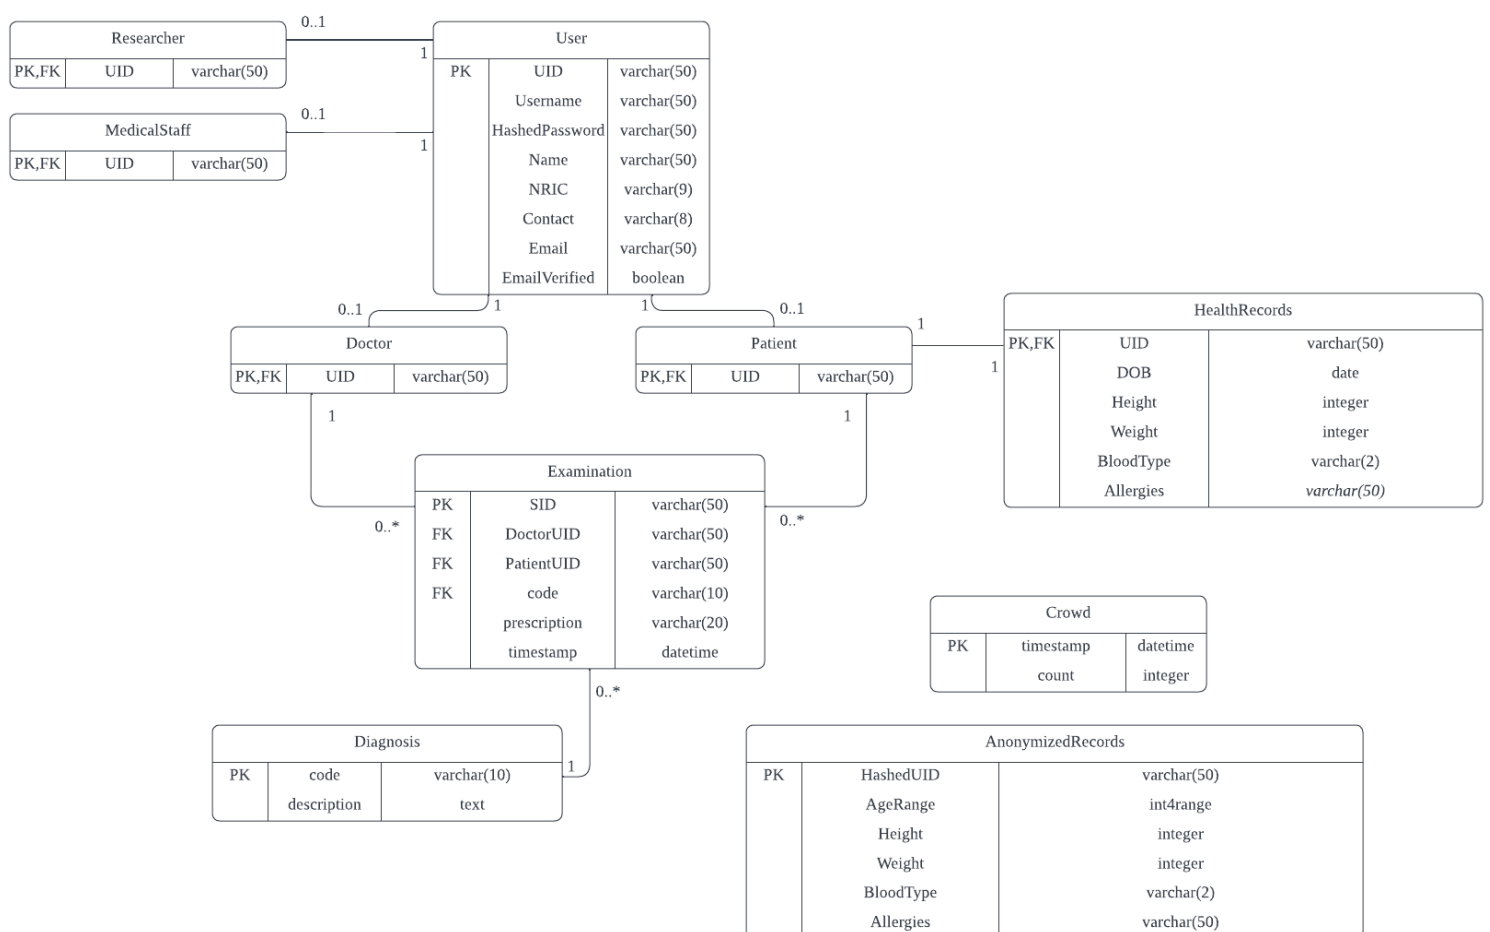 Researcher
PK,FK UID varchar(50)
0..1
1
MedicalStaff
PK,FK UID varchar(50)
0..1
1
User
PK UID varchar(50)
Username varchar(50)
HashedPassword varchar(50)
Name varchar(50)
NRIC varchar(9)
Contact varchar(8)
Email varchar(50)
EmailVerified boolean
0..1 1
1 0..1
Doctor
PK,FK UID varchar(50)
1
0..*
Patient
PK,FK UID varchar(50)
1
1
1
0..*
HealthRecords
PK,FK UID varchar(50)
DOB date
Height integer
Weight integer
BloodType varchar(2)
Allergies varchar(50)
Examination
PK SID varchar(50)
FK DoctorUID varchar(50)
FK PatientUID varchar(50)
FK code varchar(10)
prescription varchar(20)
timestamp datetime
0..*
1
Crowd
PK timestamp datetime
count integer
Diagnosis
PK code varchar(10)
description text
AnonymizedRecords
PK HashedUID varchar(50)
AgeRange int4range
Height integer
Weight integer
BloodType varchar(2)
Allergies varchar(50)